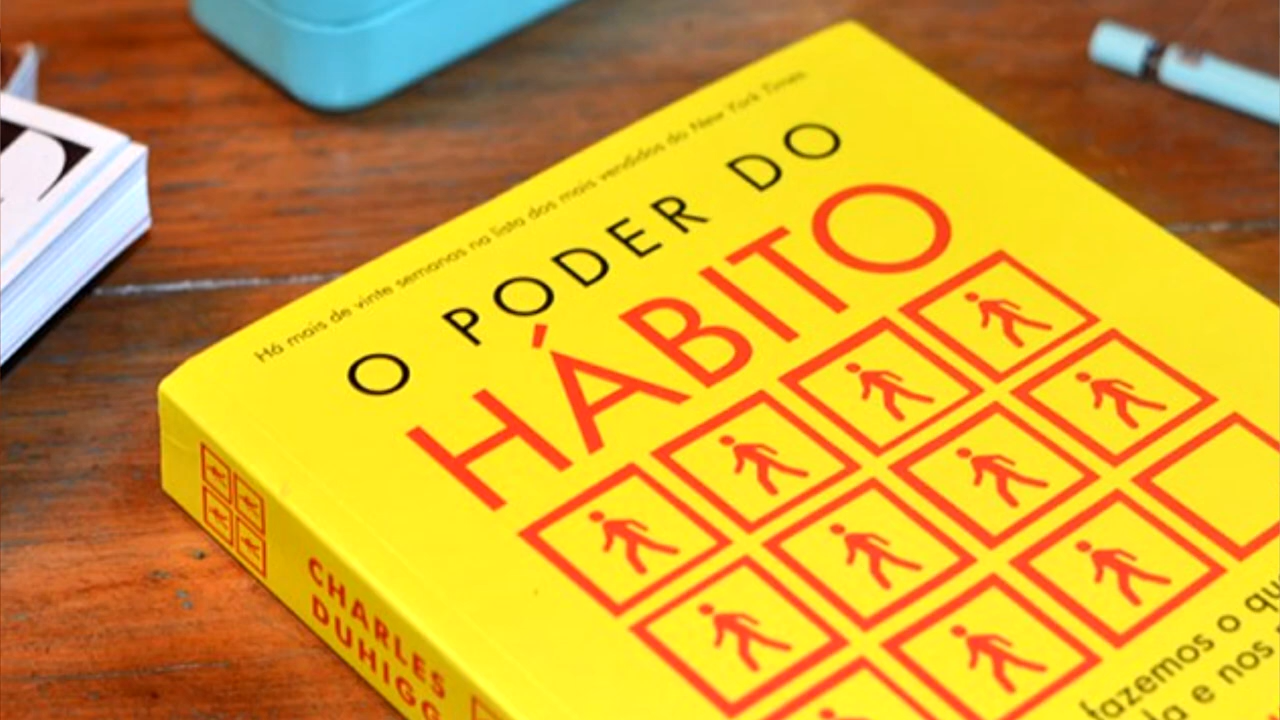 Há mais de vinte semanas na lista dos mais vendidos do New York Times
O PODER DO
HÁBITO
fazemos o qu
e nos
CHARLES
DUHIGG